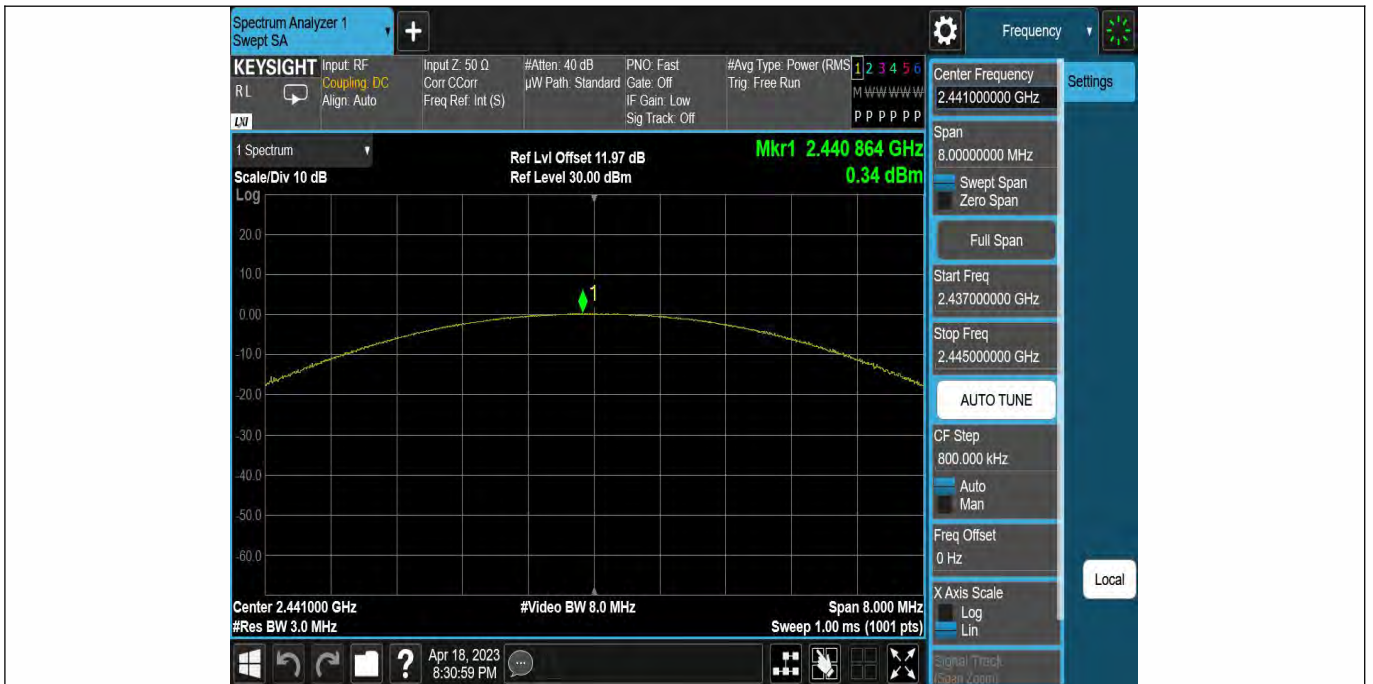 Spectrum Analyzer 1
Swept SA
+
Frequency
KEYSIGHT
RL
LXI
Input: RF
Coupling: DC
Align: Auto
Input Z: 50 Ω
Corr CCorr
Freq Ref: Int (S)
#Atten: 40 dB
µW Path: Standard
PNO: Fast
Gate: Off
IF Gain: Low
Sig Track: Off
#Avg Type: Power (RMS
Trig: Free Run
1 2 3 4 5 6
M W W W W W
P P P P P P
1 Spectrum
Scale/Div 10 dB
Log
Ref Lvl Offset 11.97 dB
Ref Level 30.00 dBm
Mkr1 2.440 864 GHz
0.34 dBm
20.0
10.0
0.00
-10.0
-20.0
-30.0
-40.0
-50.0
-60.0
1
Center 2.441000 GHz
#Res BW 3.0 MHz
#Video BW 8.0 MHz
Span 8.000 MHz
Sweep 1.00 ms (1001 pts)
Center Frequency
2.441000000 GHz
Settings
Span
8.00000000 MHz
Swept Span
Zero Span
Full Span
Start Freq
2.437000000 GHz
Stop Freq
2.445000000 GHz
AUTO TUNE
CF Step
800.000 kHz
Auto
Man
Freq Offset
0 Hz
X Axis Scale
Log
Lin
Signal Track
(Span Zoom)
Local
?
Apr 18, 2023
8:30:59 PM